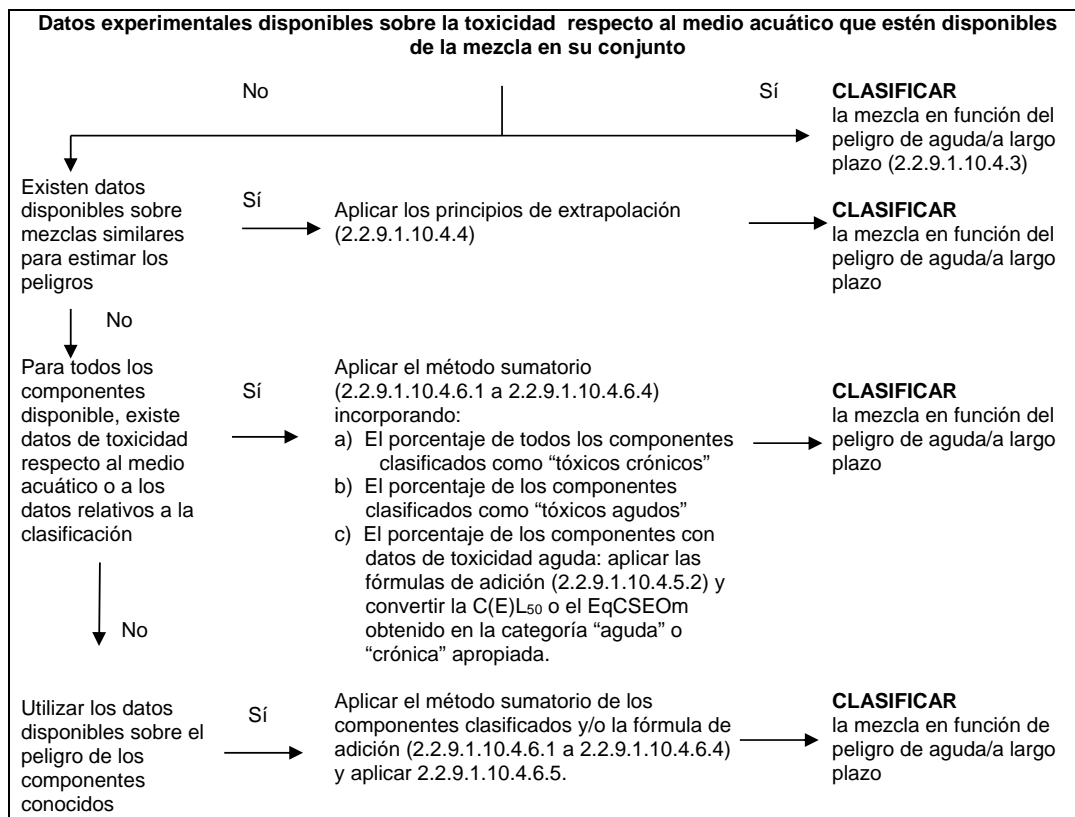 Datos experimentales disponibles sobre la toxicidad respecto al medio acuático que estén disponibles
de la mezcla en su conjunto
No
Sí
CLASIFICAR
la mezcla en función del
peligro de aguda/a largo
plazo (2.2.9.1.10.4.3)
Existen datos
disponibles sobre
mezclas similares
para estimar los
peligros
Sí
Aplicar los principios de extrapolación
(2.2.9.1.10.4.4)
CLASIFICAR
la mezcla en función del
peligro de aguda/a largo
plazo
No
Para todos los
componentes
disponible, existe
datos de toxicidad
respecto al medio
acuático o a los
datos relativos a la
clasificación
Sí
Aplicar el método sumatorio
(2.2.9.1.10.4.6.1 a 2.2.9.1.10.4.6.4)
incorporando:
a) El porcentaje de todos los componentes
clasificados como “tóxicos crónicos”
b) El porcentaje de los componentes
clasificados como “tóxicos agudos”
c) El porcentaje de los componentes con
datos de toxicidad aguda: aplicar las
fórmulas de adición (2.2.9.1.10.4.5.2) y
convertir la C(E)L50 o el EqCSEOm
obtenido en la categoría “aguda” o
“crónica” apropiada.
CLASIFICAR
la mezcla en función del
peligro de aguda/a largo
plazo
No
Utilizar los datos
disponibles sobre el
peligro de los
componentes
conocidos
Sí
Aplicar el método sumatorio de los
componentes clasificados y/o la fórmula de
adición (2.2.9.1.10.4.6.1 a 2.2.9.1.10.4.6.4)
y aplicar 2.2.9.1.10.4.6.5.
CLASIFICAR
la mezcla en función de
peligro de aguda/a largo
plazo